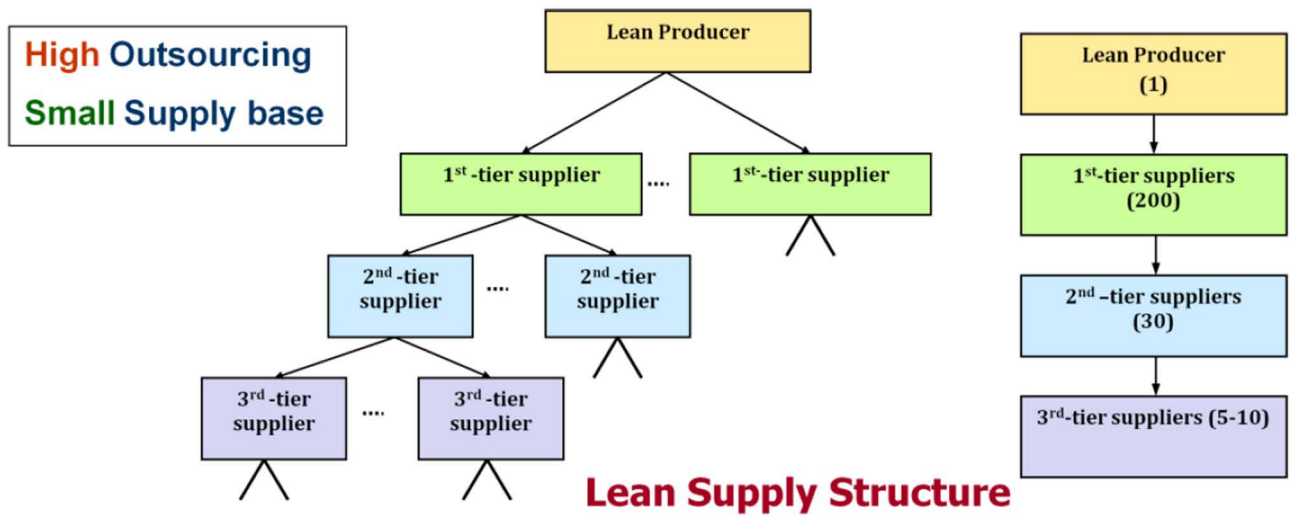 High Outsourcing
Small Supply base
Lean Producer
1st -tier supplier
....
1st- -tier supplier
2nd -tier
supplier
....
2nd -tier
supplier
3rd -tier
supplier
....
3rd -tier
supplier
Lean Producer
(1)
1st-tier suppliers
(200)
2nd –tier suppliers
(30)
3rd-tier suppliers (5-10)
Lean Supply Structure